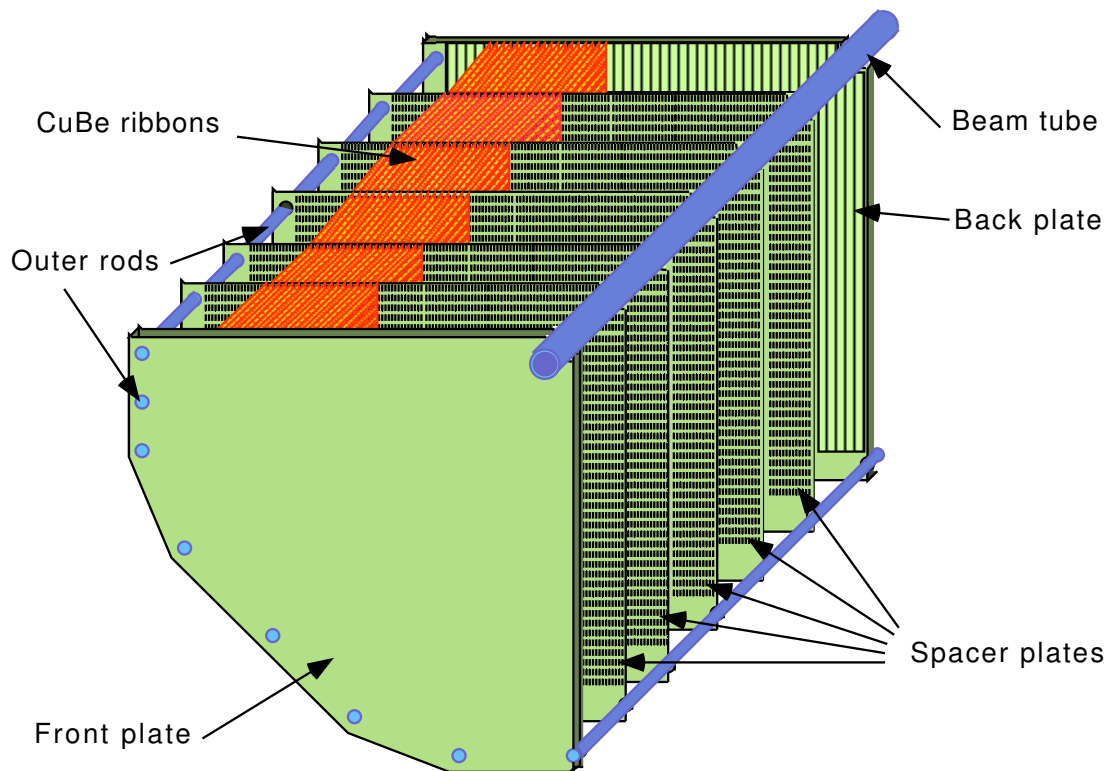 CuBe ribbons
Beam tube
Back plate
Outer rods
Spacer plates
Front plate